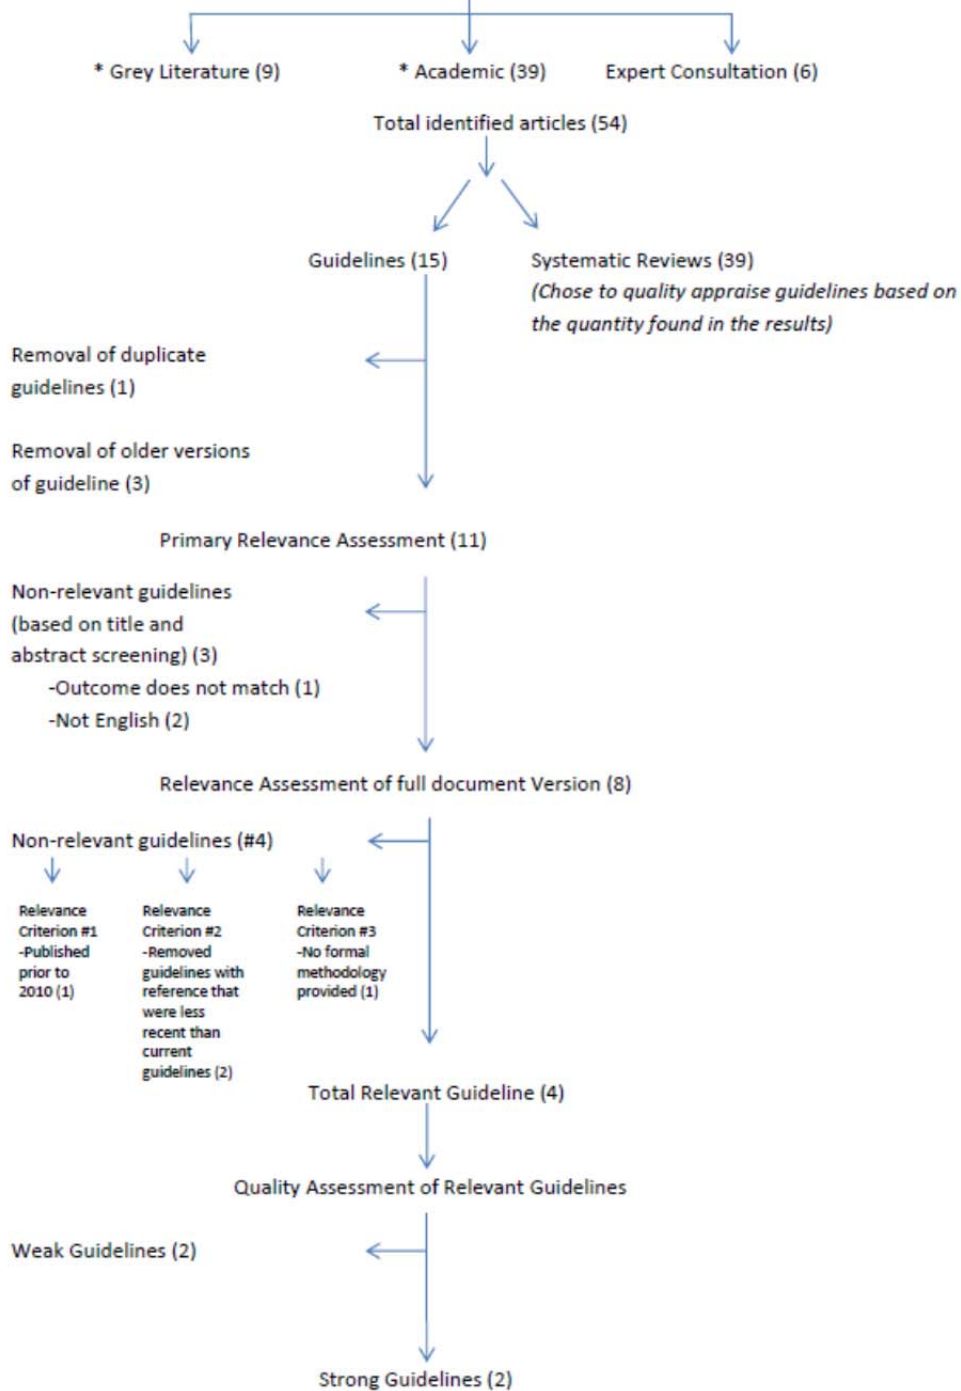 * Grey Literature (9)
* Academic (39)
Expert Consultation (6)
Total identified articles (54)
Guidelines (15)
Systematic Reviews (39)
(Chose to quality appraise guidelines based on
the quantity found in the results)
Removal of duplicate
guidelines (1)
Removal of older versions
of guideline (3)
Primary Relevance Assessment (11)
Non-relevant guidelines
(based on title and
abstract screening) (3)
-Outcome does not match (1)
-Not English (2)
Relevance Assessment of full document Version (8)
Non-relevant guidelines (#4)
Relevance
Criterion #1
-Published
prior to
2010 (1)
Relevance
Criterion #2
-Removed
guidelines with
reference that
were less
recent than
current
guidelines (2)
Relevance
Criterion #3
-No formal
methodology
provided (1)
Total Relevant Guideline (4)
Quality Assessment of Relevant Guidelines
Weak Guidelines (2)
Strong Guidelines (2)